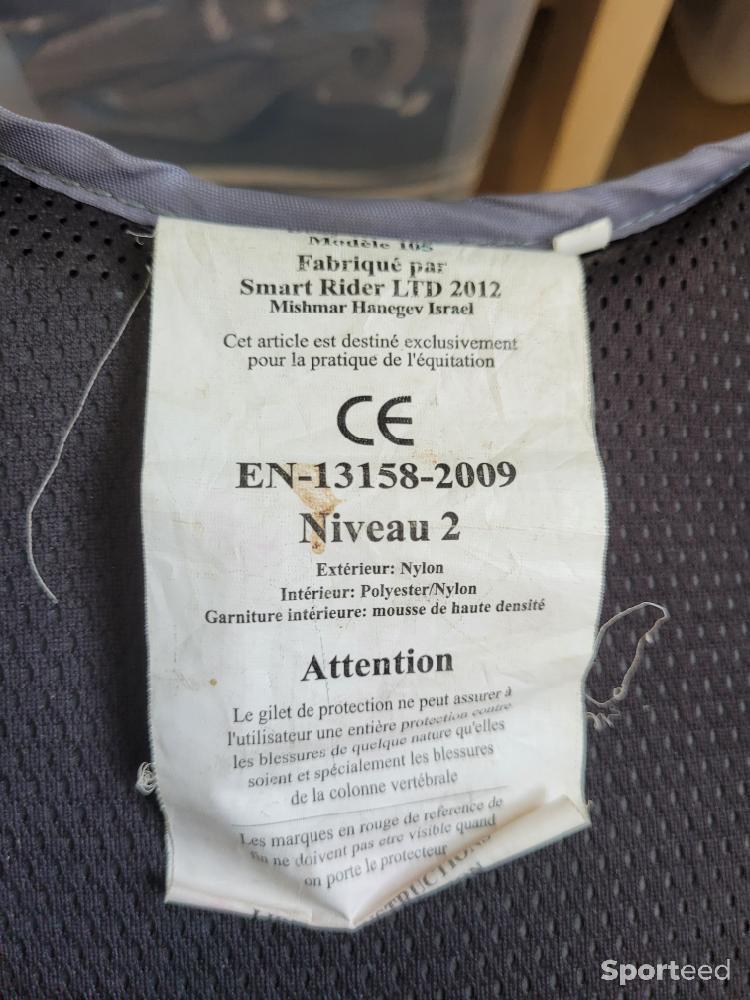 Modèle 105
Fabriqué par
Smart Rider LTD 2012
Mishmar Hanegev Israel
Cet article est destiné exclusivement
pour la pratique de l'équitation
CE
EN-13158-2009
Niveau 2
Extérieur: Nylon
Intérieur: Polyester/Nylon
Garniture intérieure: mousse de haute densité
Attention
Le gilet de protection ne peut assurer à
l'utilisateur une entière protection contre
les blessures de quelque nature qu'elles
soient et spécialement les blessures
de la colonne vertébrale
Les marques en rouge de reference de
ne doivent pas etre visible quand
on porte le protecteur
Sporteed